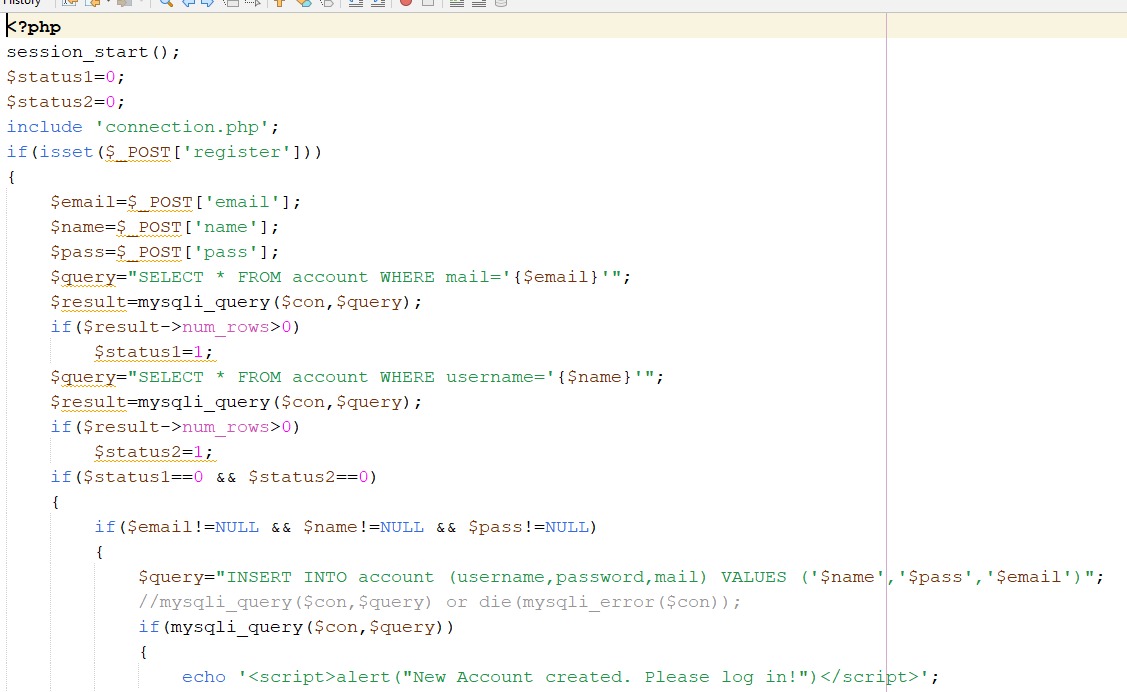 History
<?php
session_start();
$status1=0;
$status2=0;
include 'connection.php';
if(isset($_POST['register']))
{
    $email=$_POST['email'];
    $name=$_POST['name'];
    $pass=$_POST['pass'];
    $query="SELECT * FROM account WHERE mail='{$email}'";
    $result=mysqli_query($con,$query);
    if($result->num_rows>0)
        $status1=1;
    $query="SELECT * FROM account WHERE username='{$name}'";
    $result=mysqli_query($con,$query);
    if($result->num_rows>0)
        $status2=1;
    if($status1==0 && $status2==0)
    {
        if($email!=NULL && $name!=NULL && $pass!=NULL)
        {
            $query="INSERT INTO account (username,password,mail) VALUES ('$name','$pass','$email')";
            //mysqli_query($con,$query) or die(mysqli_error($con));
            if(mysqli_query($con,$query))
            {
                echo '<script>alert("New Account created. Please log in!")</script>';